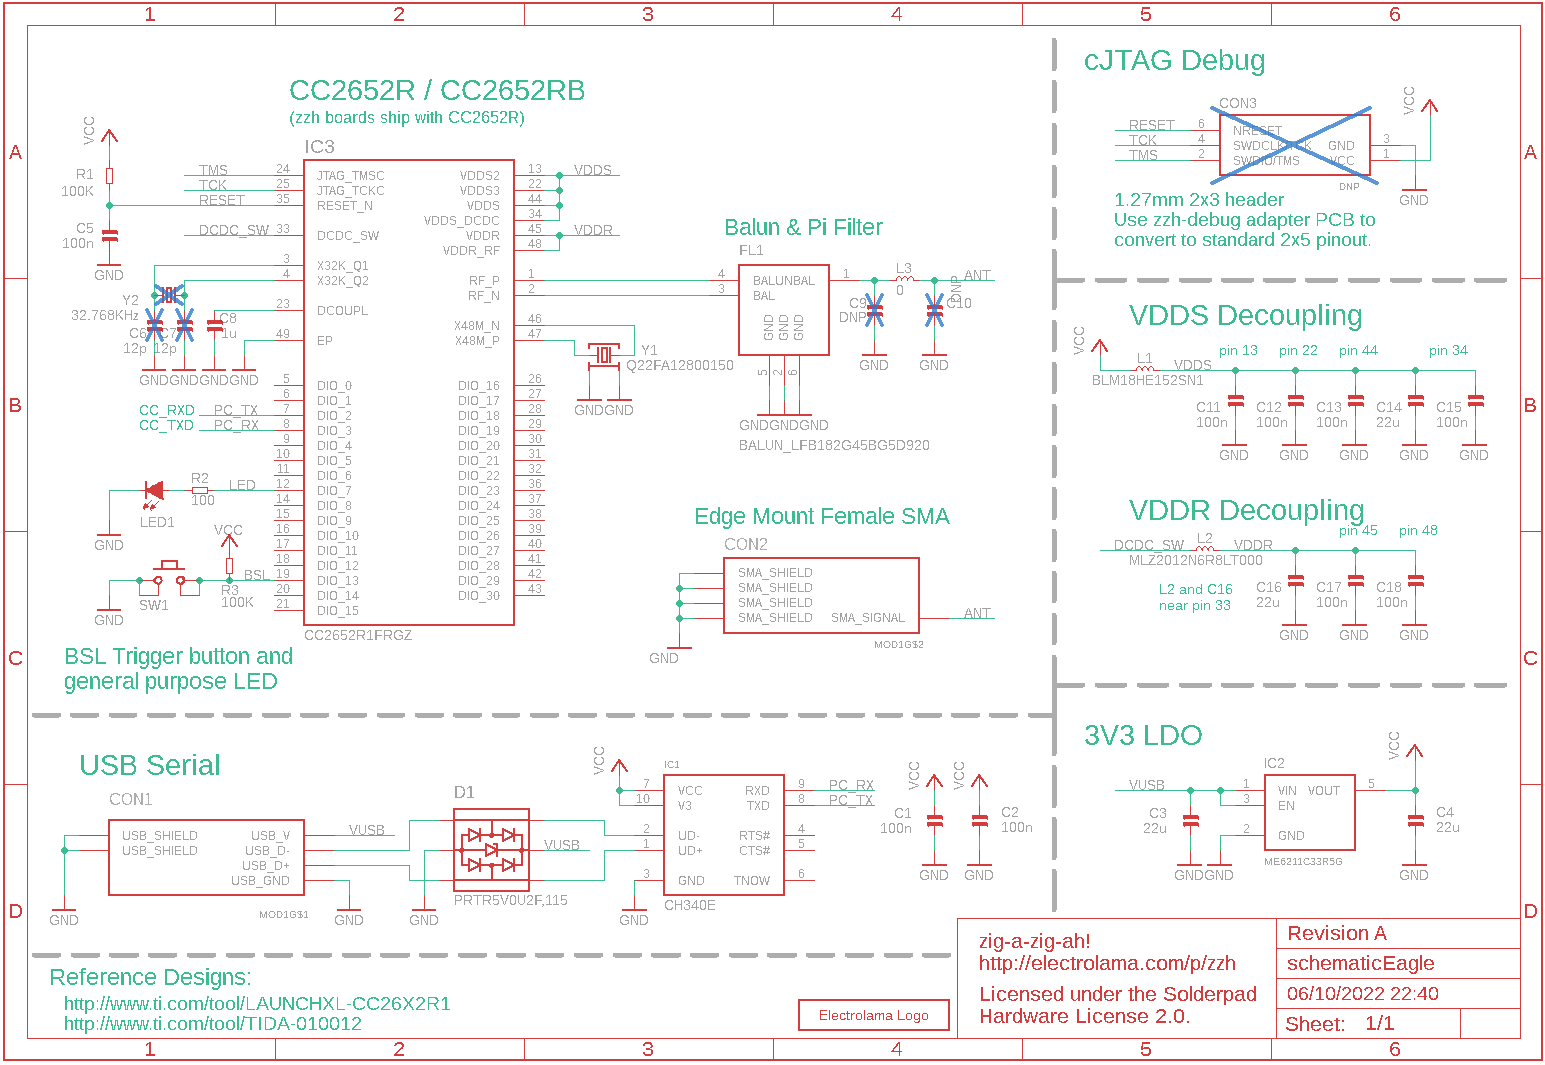 1 2 3 4 5 6
A
B
C
D
CC2652R / CC2652RB
(zzh boards ship with CC2652R)
IC3
VCC
R1
100K
C5
100n
GND
TMS 24 JTAG_TMSC
TCK 25 JTAG_TCKC
RESET 35 RESET_N
DCDC_SW 33 DCDC_SW
3 X32K_Q1
4 X32K_Q2
23 DCOUPL
49 EP
Y2
32.768KHz
C6
12p
C7
12p
C8
1u
GND GND GND GND
5 DIO_0
6 DIO_1
CC_RXD PC_TX 7 DIO_2
CC_TXD PC_RX 8 DIO_3
9 DIO_4
10 DIO_5
11 DIO_6
LED 12 DIO_7
14 DIO_8
15 DIO_9
16 DIO_10
17 DIO_11
18 DIO_12
BSL 19 DIO_13
20 DIO_14
21 DIO_15
R2
100
LED1
GND
VCC
R3
100K
SW1
GND
VDDS2 13 VDDS
VDDS3 22
VDDS 44
VDDS_DCDC 34
VDDR 45 VDDR
VDDR_RF 48
RF_P 1
RF_N 2
X48M_N 46
X48M_P 47
DIO_16 26
DIO_17 27
DIO_18 28
DIO_19 29
DIO_20 30
DIO_21 31
DIO_22 32
DIO_23 36
DIO_24 37
DIO_25 38
DIO_26 39
DIO_27 40
DIO_28 41
DIO_29 42
DIO_30 43
CC2652R1FRGZ
BSL Trigger button and
general purpose LED
Y1
Q22FA12800150
GND GND
Balun & Pi Filter
FL1
4 BALUNBAL 1
3 BAL
GND GND GND
5 2 6
GND GND GND
BALUN_LFB182G45BG5D920
L3
0
ANT
C9
DNP
C10
DNP
GND GND
Edge Mount Female SMA
CON2
SMA_SHIELD
SMA_SHIELD
SMA_SHIELD
SMA_SHIELD SMA_SIGNAL ANT
MOD1G$2
GND
cJTAG Debug
CON3
VCC
RESET 6 NRESET
TCK 4 SWDCLK/TCK GND 3
TMS 2 SWDIO/TMS VCC 1
DNP
GND
1.27mm 2x3 header
Use zzh-debug adapter PCB to
convert to standard 2x5 pinout.
VDDS Decoupling
VCC
L1
VDDS
BLM18HE152SN1
pin 13 pin 22 pin 44 pin 34
C11
100n
C12
100n
C13
100n
C14
22u
C15
100n
GND GND GND GND GND
VDDR Decoupling
pin 45 pin 48
DCDC_SW L2 VDDR
MLZ2012N6R8LT000
L2 and C16
near pin 33
C16
22u
C17
100n
C18
100n
GND GND GND
3V3 LDO
IC2
VUSB 1 VIN VOUT 5 VCC
3 EN
2 GND
ME6211C33R5G
C3
22u
C4
22u
GND GND GND
USB Serial
CON1
USB_SHIELD USB_V VUSB
USB_SHIELD USB_D-
USB_D+
USB_GND
MOD1G$1
GND GND
D1
VUSB
PRTR5V0U2F,115
GND
VCC
IC1
7 VCC RXD 9 PC_RX
10 V3 TXD 8 PC_TX
2 UD- RTS# 4
1 UD+ CTS# 5
3 GND TNOW 6
CH340E
GND
VCC VCC
C1
100n
C2
100n
GND GND
Reference Designs:
http://www.ti.com/tool/LAUNCHXL-CC26X2R1
http://www.ti.com/tool/TIDA-010012
Electrolama Logo
zig-a-zig-ah!
http://electrolama.com/p/zzh
Licensed under the Solderpad
Hardware License 2.0.
Revision A
schematicEagle
06/10/2022 22:40
Sheet: 1/1
A
B
C
D
1 2 3 4 5 6